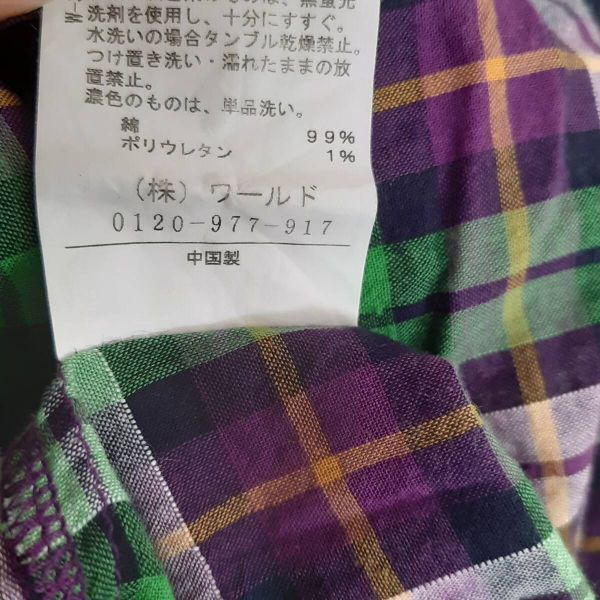 洗剤を使用し、十分にすすぐ。
水洗いの場合タンブル乾燥禁止。
つけ置き洗い・濡れたままの放
置禁止。
濃色のものは、単品洗い。
綿 99%
ポリウレタン 1%
(株) ワールド
0120-977-917
中国製